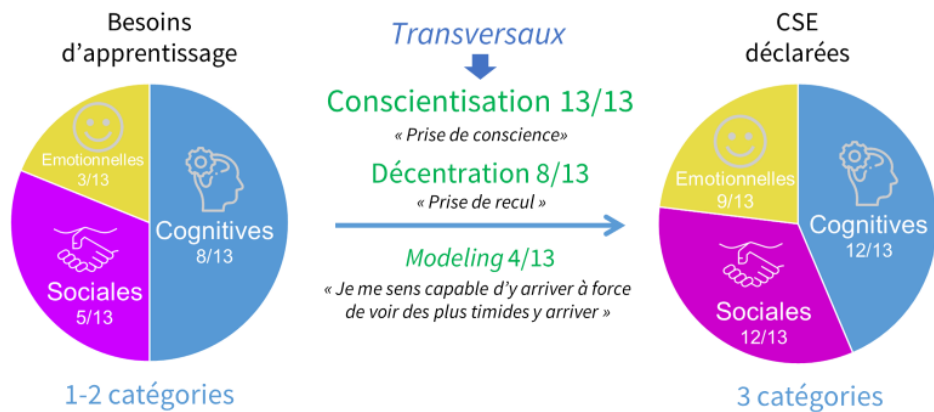 Besoins
d’apprentissage
Emotionnelles
3/13
Cognitives
8/13
Sociales
5/13
1-2 catégories
Transversaux
Conscientisation 13/13
« Prise de conscience»
Décentration 8/13
« Prise de recul »
Modeling 4/13
« Je me sens capable d’y arriver à force
de voir des plus timides y arriver »
CSE
déclarées
Emotionnelles
9/13
Cognitives
12/13
Sociales
12/13
3 catégories